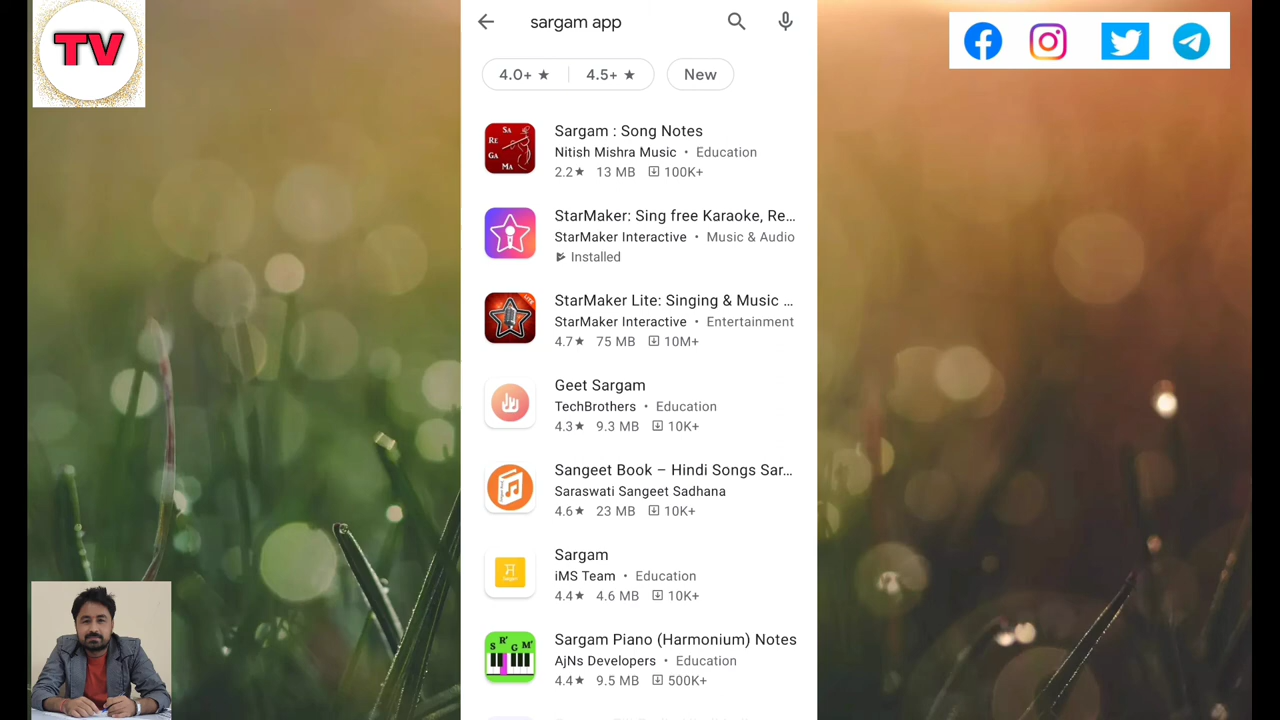 TV
sargam app
4.0+ ★ 4.5+ ★ New
Sargam : Song Notes
Nitish Mishra Music • Education
2.2★ 13 MB 100K+
StarMaker: Sing free Karaoke, Re...
StarMaker Interactive • Music & Audio
Installed
StarMaker Lite: Singing & Music ...
StarMaker Interactive • Entertainment
4.7★ 75 MB 10M+
Geet Sargam
TechBrothers • Education
4.3★ 9.3 MB 10K+
Sangeet Book – Hindi Songs Sar...
Saraswati Sangeet Sadhana
4.6★ 23 MB 10K+
Sargam
iMS Team • Education
4.4★ 4.6 MB 10K+
Sargam Piano (Harmonium) Notes
AjNs Developers • Education
4.4★ 9.5 MB 500K+
SA
RE
GA
MA
S R' G M'